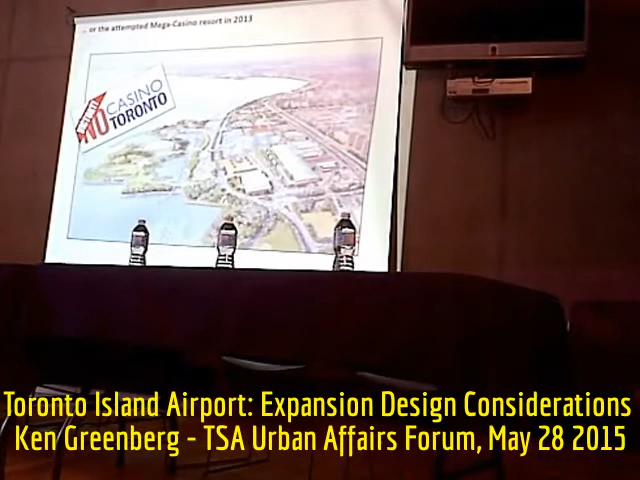 ... or the attempted Mega-Casino resort in 2013
NO
CASINO
TORONTO
Toronto Island Airport: Expansion Design Considerations
Ken Greenberg - TSA Urban Affairs Forum, May 28 2015